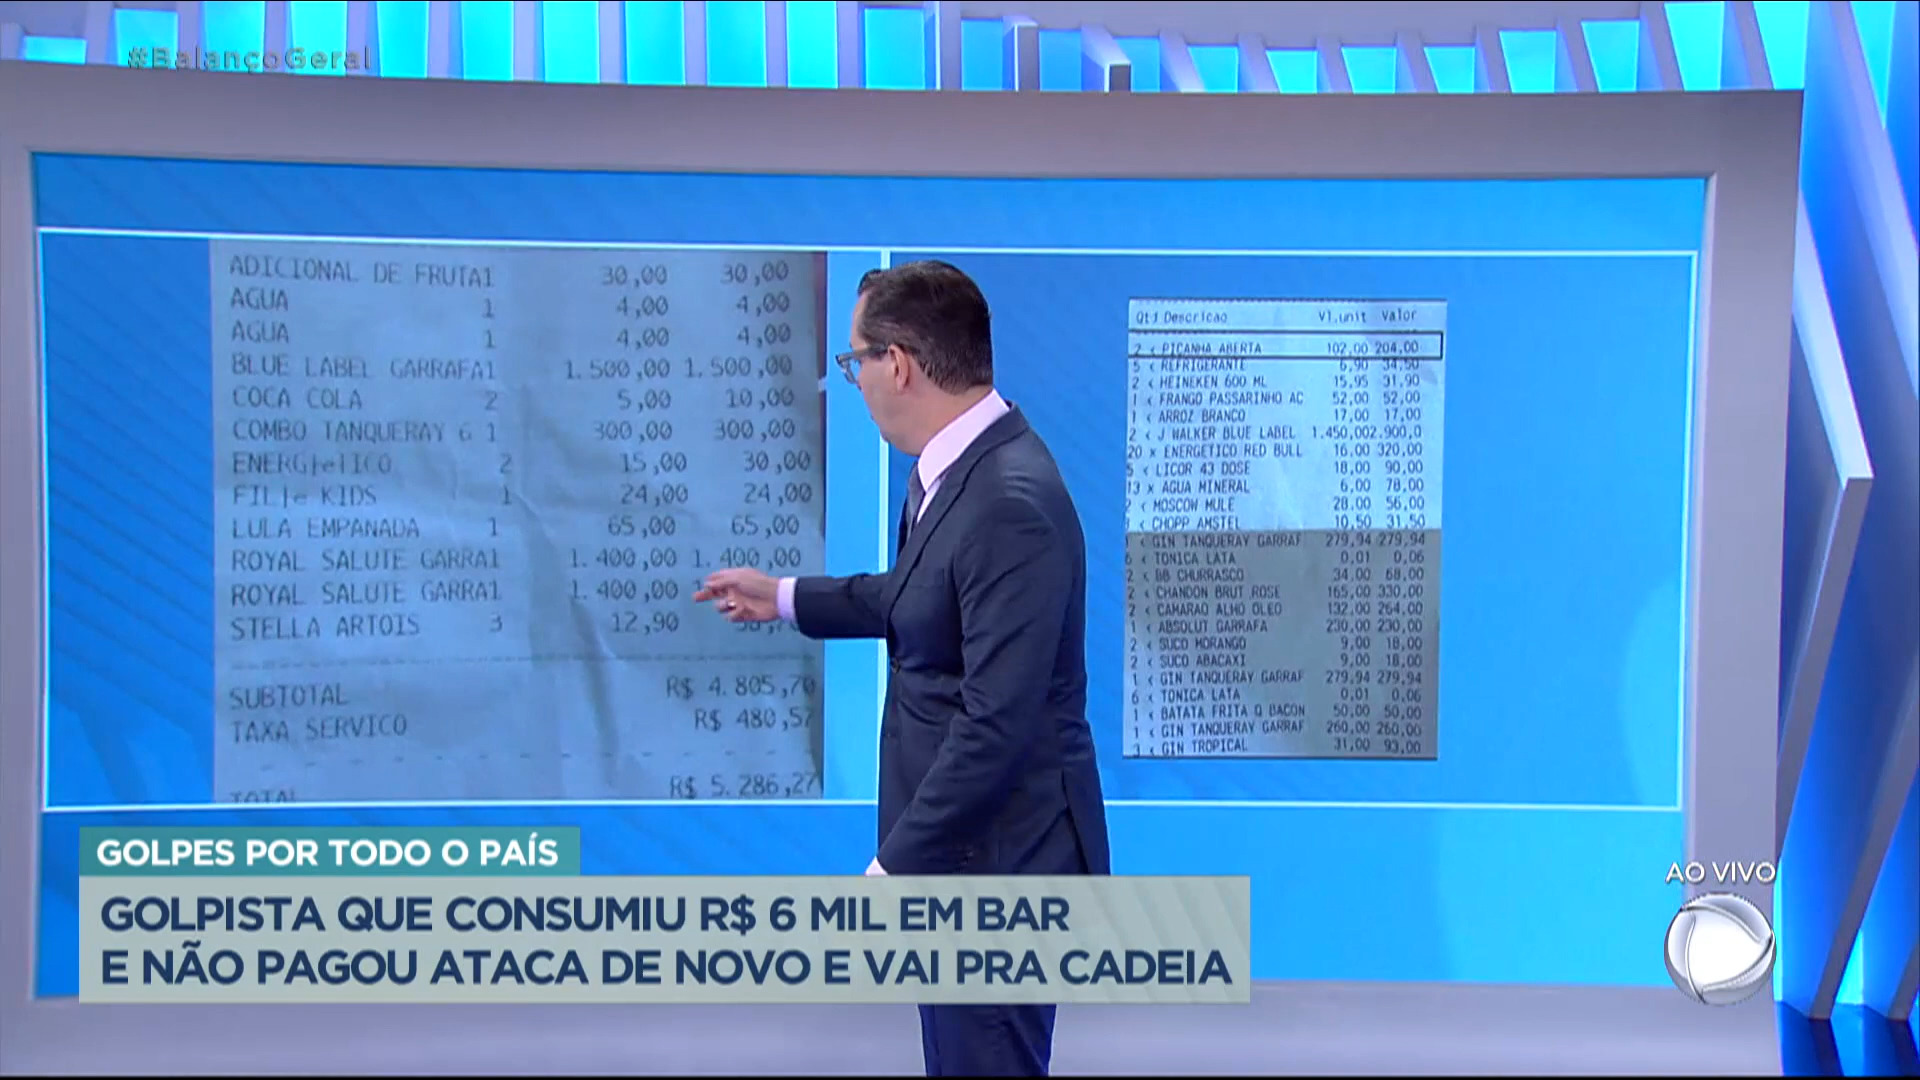 #BalançoGeral
ADICIONAL DE FRUTA1 30,00 30,00
AGUA 1 4,00 4,00
AGUA 1 4,00 4,00
BLUE LABEL GARRAFA1 1.500,00 1.500,00
COCA COLA 2 5,00 10,00
COMBO TANQUERAY 6 1 300,00 300,00
ENERG|e|ICO 2 15,00 30,00
FIL|e KIDS 1 24,00 24,00
LULA EMPANADA 1 65,00 65,00
ROYAL SALUTE GARRA1 1.400,00 1.400,00
ROYAL SALUTE GARRA1 1.400,00
STELLA ARTOIS 3 12,90
SUBTOTAL R$ 4.805,70
TAXA SERVICO R$ 480,57
TOTAL R$ 5.286,27
Qtd Descricao Vl.unit Valor
2 < PICANHA ABERTA 102,00 204,00
5 < REFRIGERANTE 6,90 34,50
2 < HEINEKEN 600 ML 15,95 31,90
1 < FRANGO PASSARINHO AC 52,00 52,00
1 < ARROZ BRANCO 17,00 17,00
2 < J WALKER BLUE LABEL 1.450,002.900,0
20 x ENERGETICO RED BULL 16,00 320,00
5 < LICOR 43 DOSE 18,00 90,00
13 x AGUA MINERAL 6,00 78,00
2 < MOSCOW MULE 28,00 56,00
< CHOPP AMSTEL 10,50 31,50
< GIN TANQUERAY GARRAF 279,94 279,94
6 < TONICA LATA 0,01 0,06
2 < BB CHURRASCO 34,00 68,00
2 < CHANDON BRUT ROSE 165,00 330,00
2 < CAMARAO ALHO OLEO 132,00 264,00
1 < ABSOLUT GARRAFA 230,00 230,00
2 < SUCO MORANGO 9,00 18,00
2 < SUCO ABACAXI 9,00 18,00
1 < GIN TANQUERAY GARRAF 279,94 279,94
6 < TONICA LATA 0,01 0,06
1 < BATATA FRITA Q BACON 50,00 50,00
1 < GIN TANQUERAY GARRAF 260,00 260,00
3 < GIN TROPICAL 31,00 93,00
GOLPES POR TODO O PAÍS
GOLPISTA QUE CONSUMIU R$ 6 MIL EM BAR
E NÃO PAGOU ATACA DE NOVO E VAI PRA CADEIA
AO VIVO